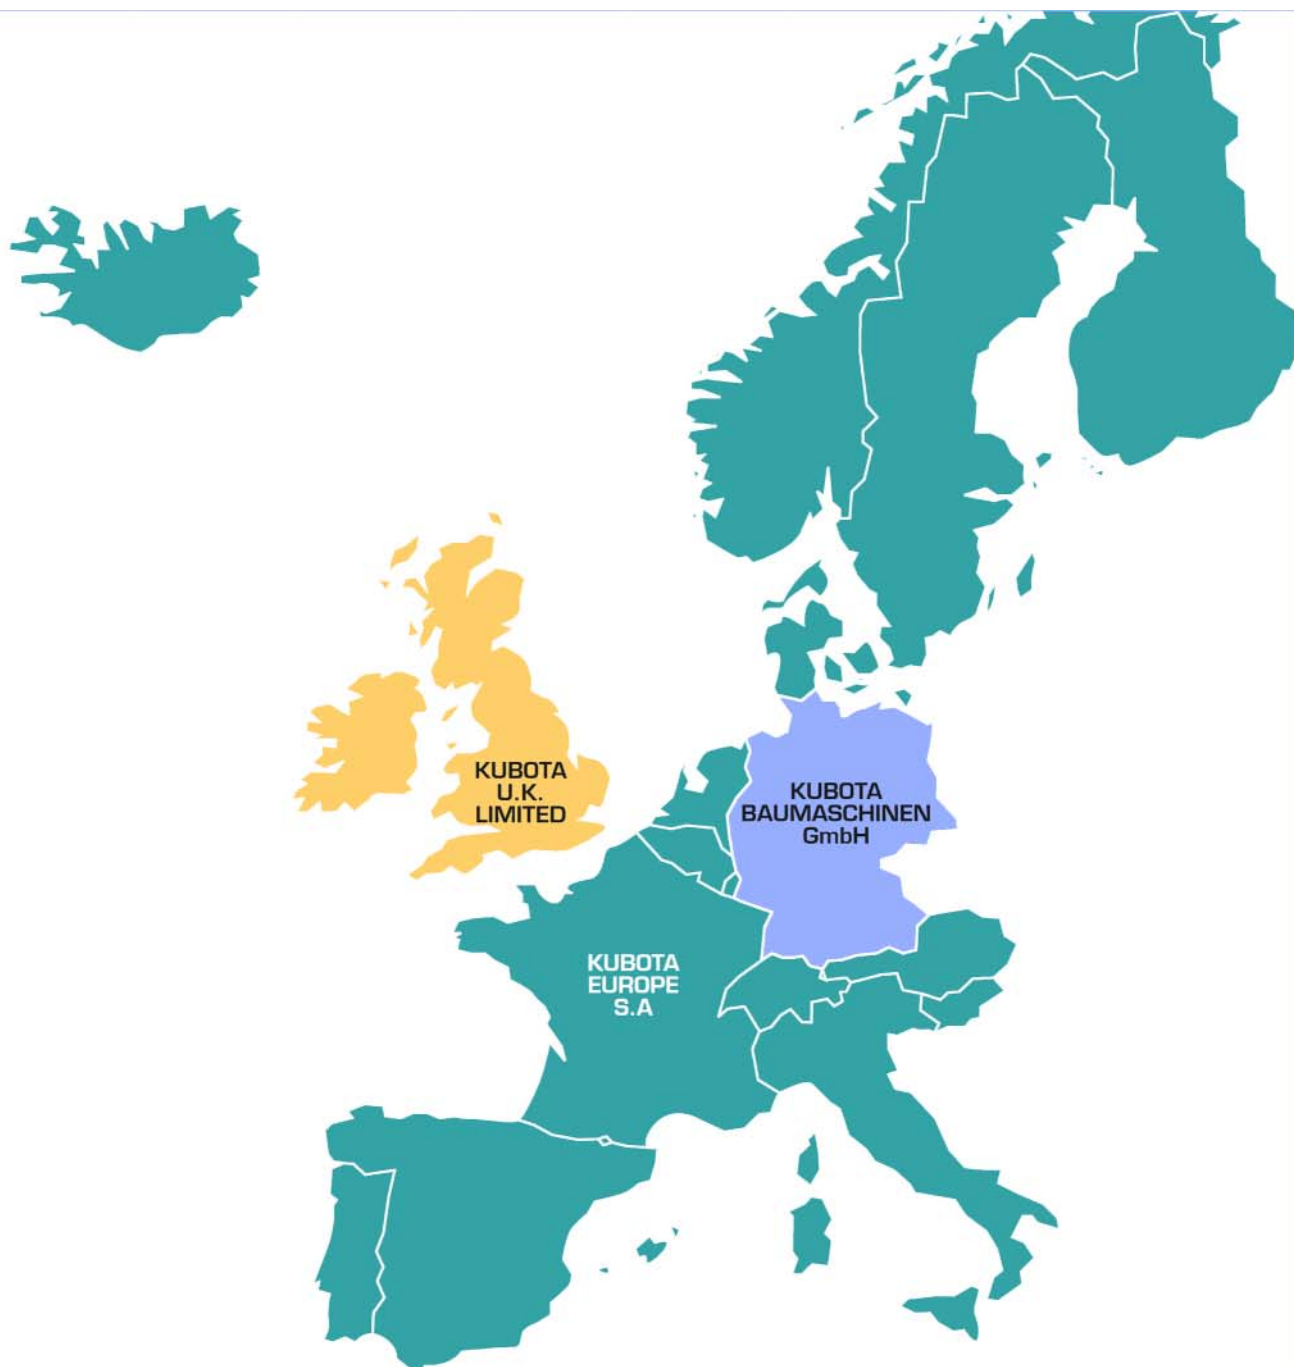 KUBOTA
U.K.
LIMITED
KUBOTA
BAUMASCHINEN
GmbH
KUBOTA
EUROPE
S.A